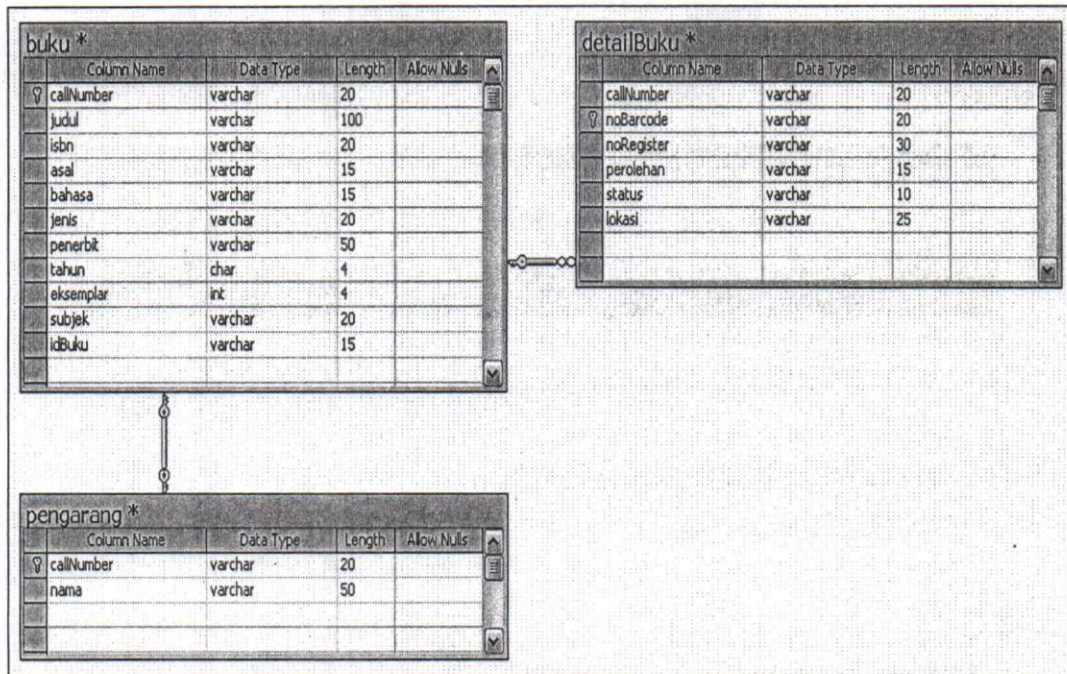 buku *
Column Name Data Type Length Allow Nulls
callNumber varchar 20
judul varchar 100
isbn varchar 20
asal varchar 15
bahasa varchar 15
jenis varchar 20
penerbit varchar 50
tahun char 4
eksemplar int 4
subjek varchar 20
idBuku varchar 15
detailBuku *
Column Name Data Type Length Allow Nulls
callNumber varchar 20
noBarcode varchar 20
noRegister varchar 30
perolehan varchar 15
status varchar 10
lokasi varchar 25
pengarang *
Column Name Data Type Length Allow Nulls
callNumber varchar 20
nama varchar 50